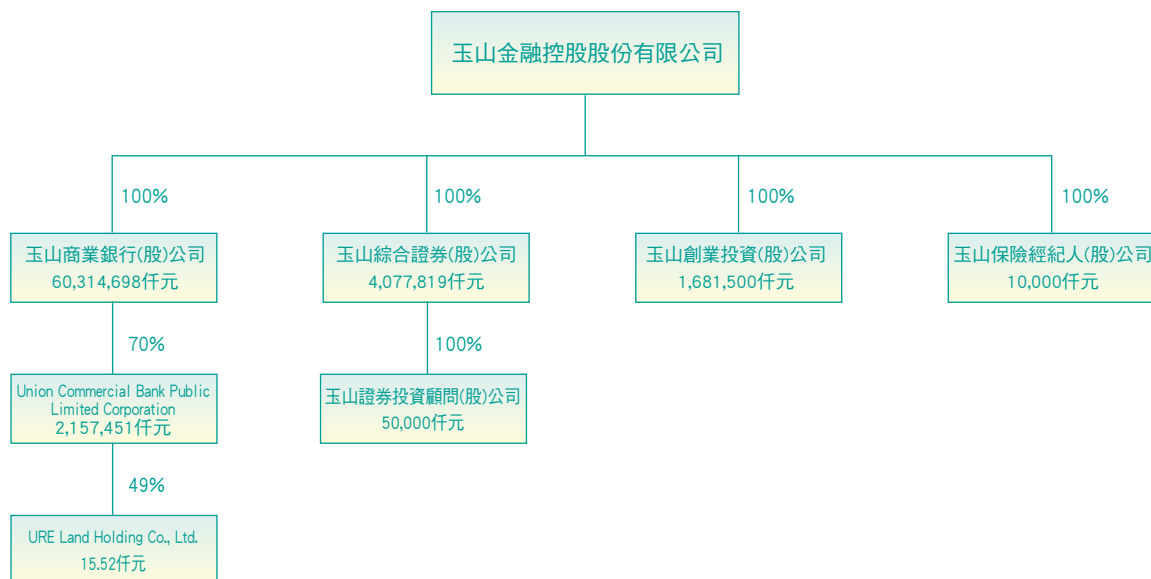 玉山金融控股股份有限公司
100%
100%
100%
100%
玉山商業銀行(股)公司
60,314,698仟元
玉山綜合證券(股)公司
4,077,819仟元
玉山創業投資(股)公司
1,681,500仟元
玉山保險經紀人(股)公司
10,000仟元
70%
100%
Union Commercial Bank Public
Limited Corporation
2,157,451仟元
玉山證券投資顧問(股)公司
50,000仟元
49%
URE Land Holding Co., Ltd.
15.52仟元